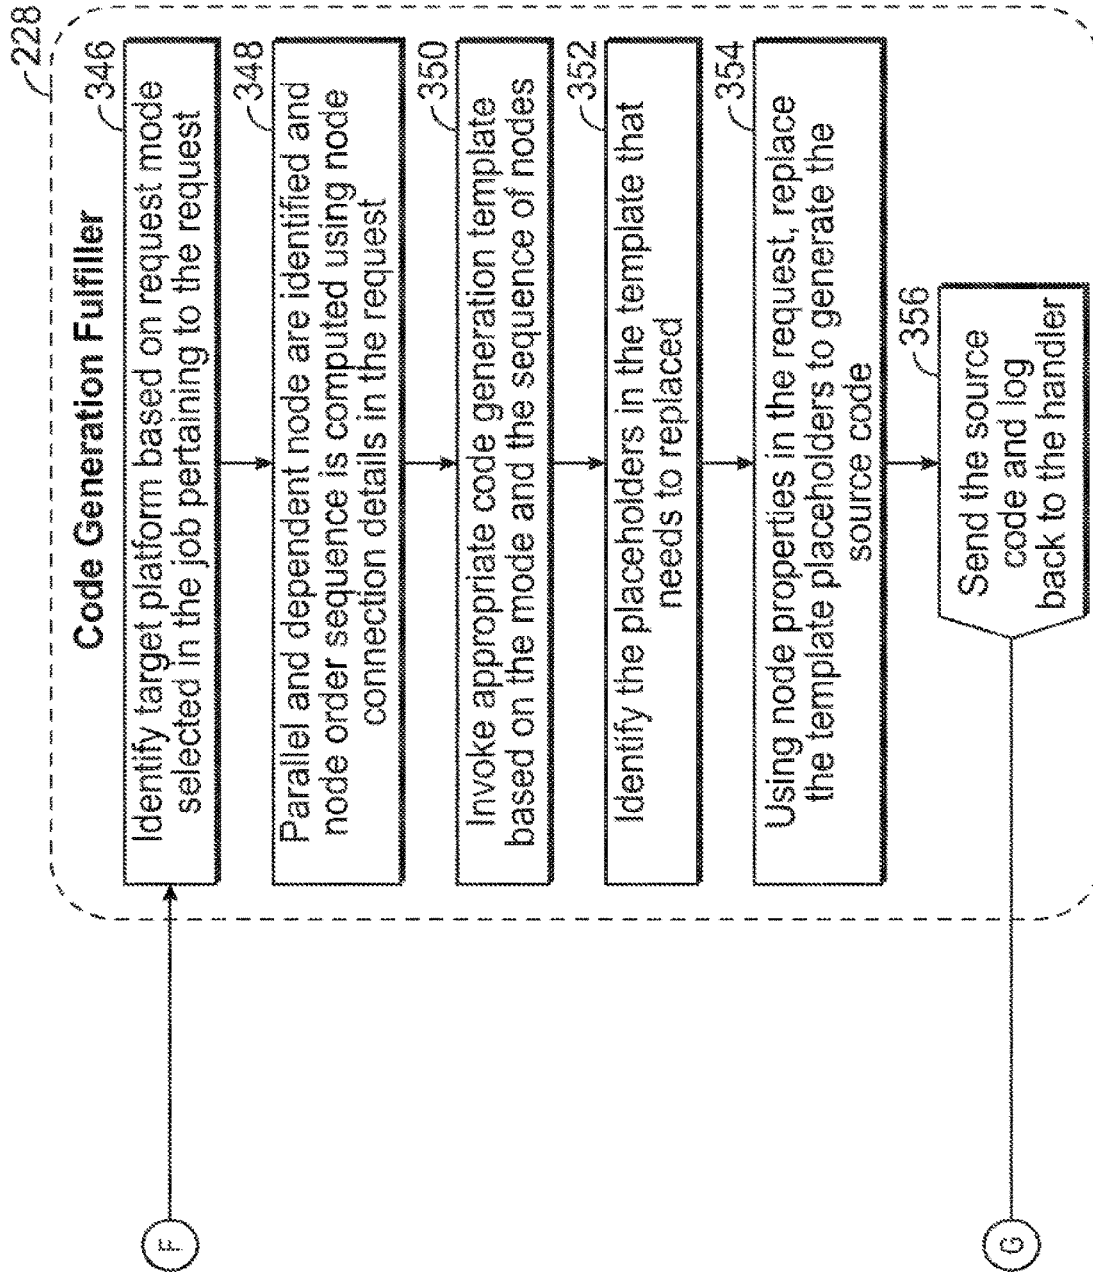 228
Code Generation Fulfiller
346
Identify target platform based on request mode
selected in the job pertaining to the request
348
Parallel and dependent node are identified and
node order sequence is computed using node
connection details in the request
350
Invoke appropriate code generation template
based on the mode and the sequence of nodes
352
Identify the placeholders in the template that
needs to replaced
354
Using node properties in the request, replace
the template placeholders to generate the
source code
356
Send the source
code and log
back to the handler
F
G